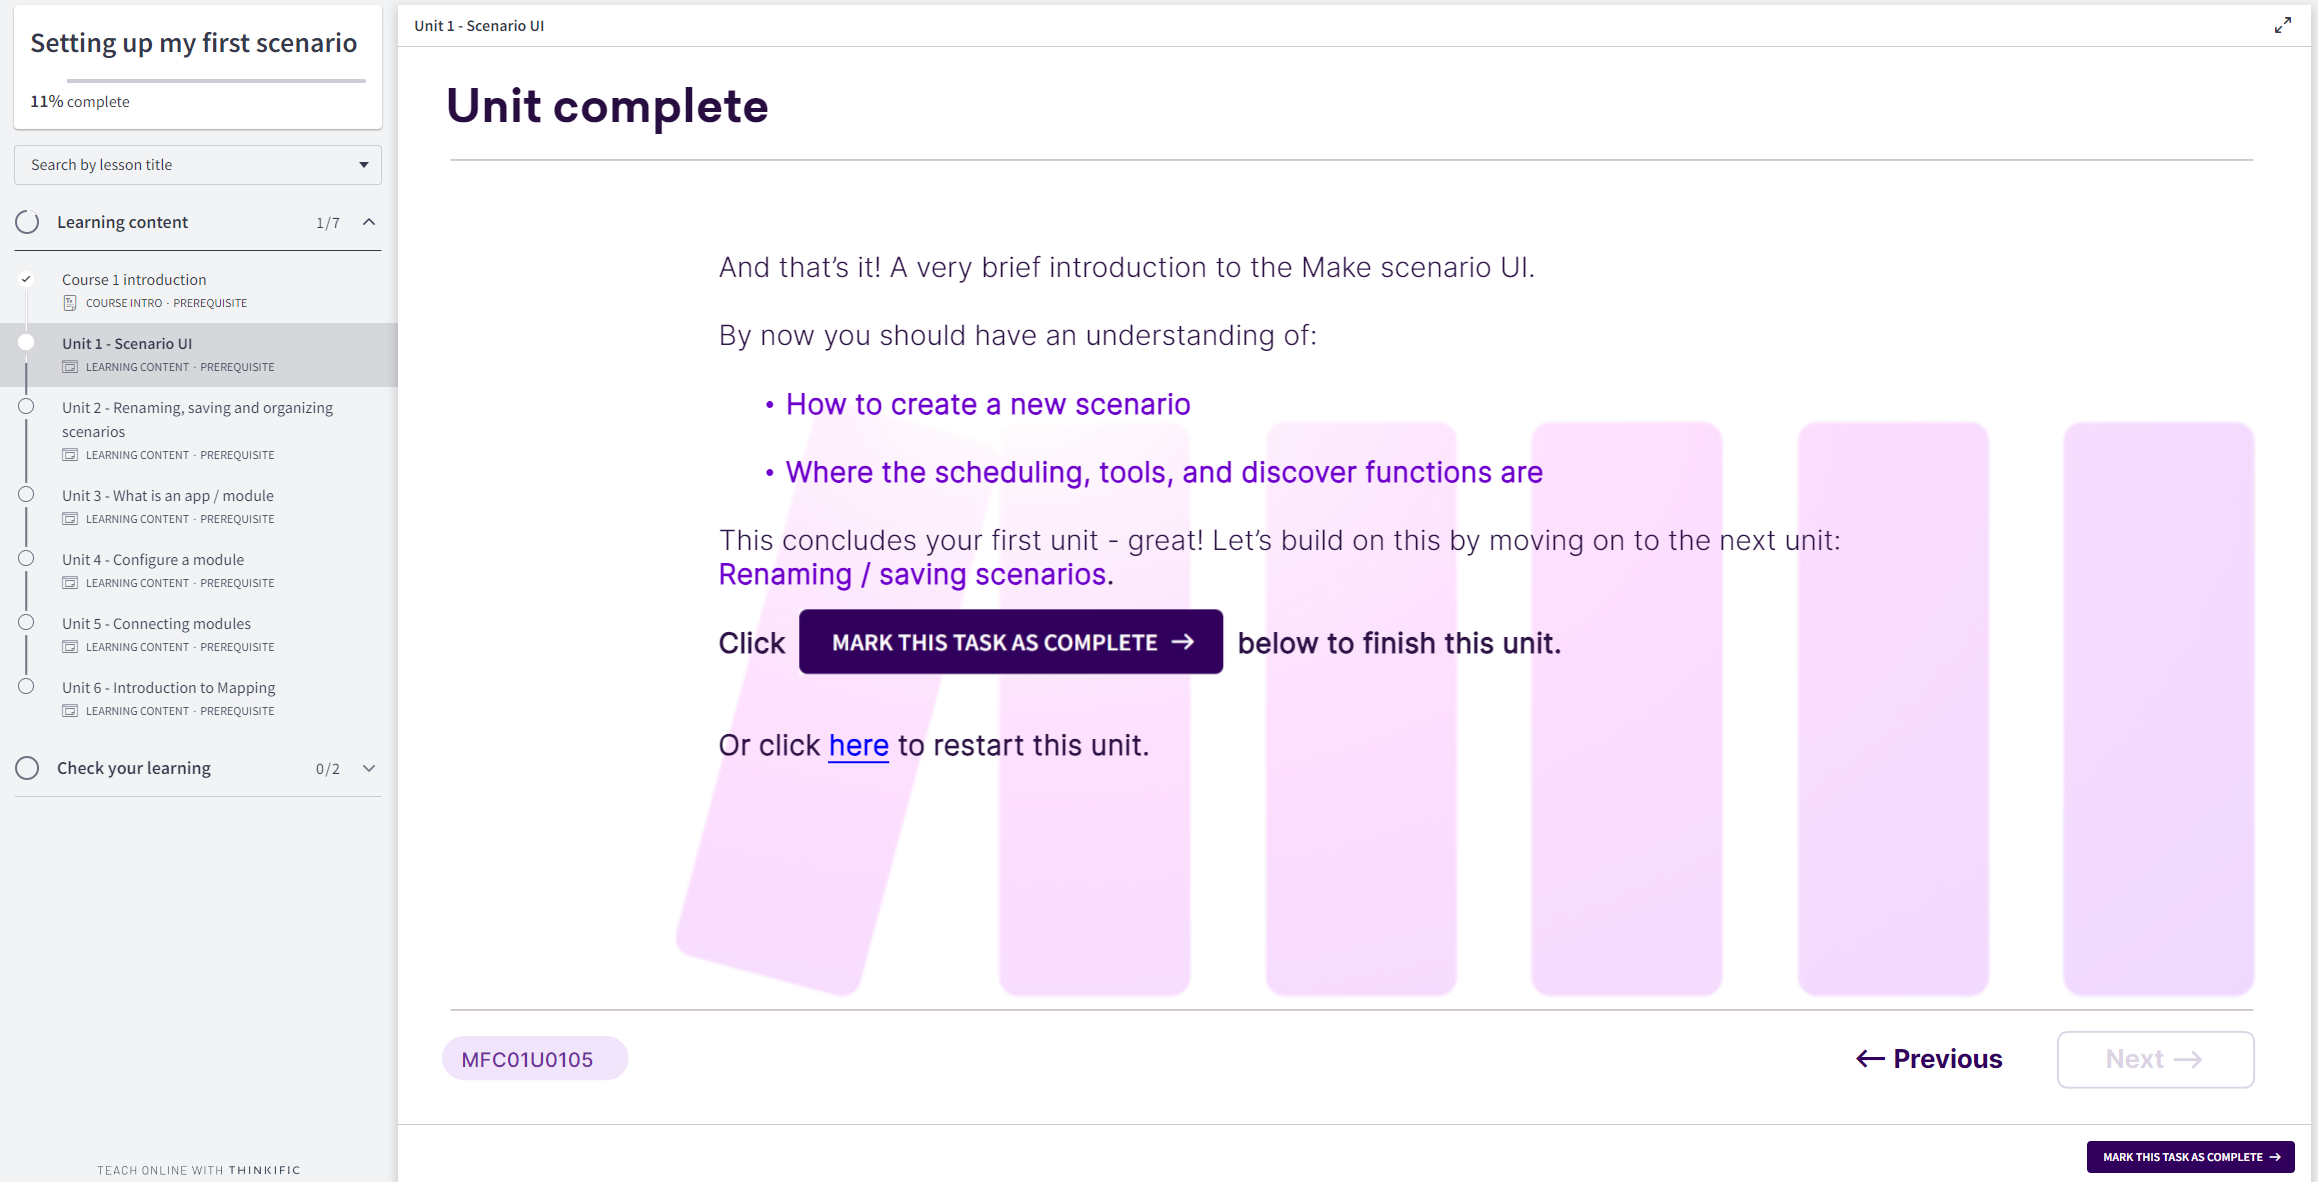 Setting up my first scenario
11% complete
Search by lesson title
Learning content 1/7
Course 1 introduction
COURSE INTRO · PREREQUISITE
Unit 1 - Scenario UI
LEARNING CONTENT · PREREQUISITE
Unit 2 - Renaming, saving and organizing
scenarios
LEARNING CONTENT · PREREQUISITE
Unit 3 - What is an app / module
LEARNING CONTENT · PREREQUISITE
Unit 4 - Configure a module
LEARNING CONTENT · PREREQUISITE
Unit 5 - Connecting modules
LEARNING CONTENT · PREREQUISITE
Unit 6 - Introduction to Mapping
LEARNING CONTENT · PREREQUISITE
Check your learning 0/2
TEACH ONLINE WITH THINKIFIC
Unit 1 - Scenario UI
Unit complete
And that’s it! A very brief introduction to the Make scenario UI.
By now you should have an understanding of:
• How to create a new scenario
• Where the scheduling, tools, and discover functions are
This concludes your first unit - great! Let’s build on this by moving on to the next unit:
Renaming / saving scenarios.
Click MARK THIS TASK AS COMPLETE → below to finish this unit.
Or click here to restart this unit.
MFC01U0105
← Previous
Next →
MARK THIS TASK AS COMPLETE →